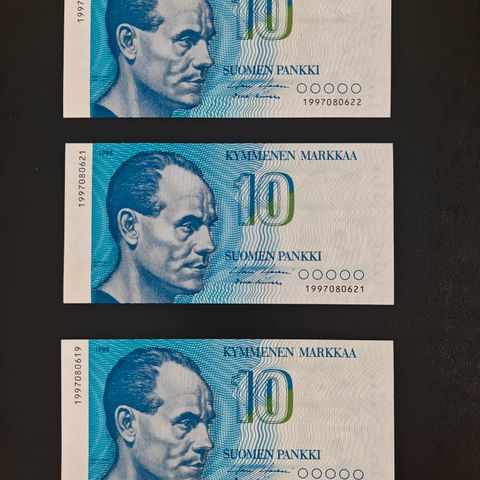 10
SUOMEN PANKKI
1997080622
1997080621
1986
KYMMENEN MARKKAA
10
SUOMEN PANKKI
1997080621
1997080619
1986
KYMMENEN MARKKAA
10
SUOMEN PANKKI